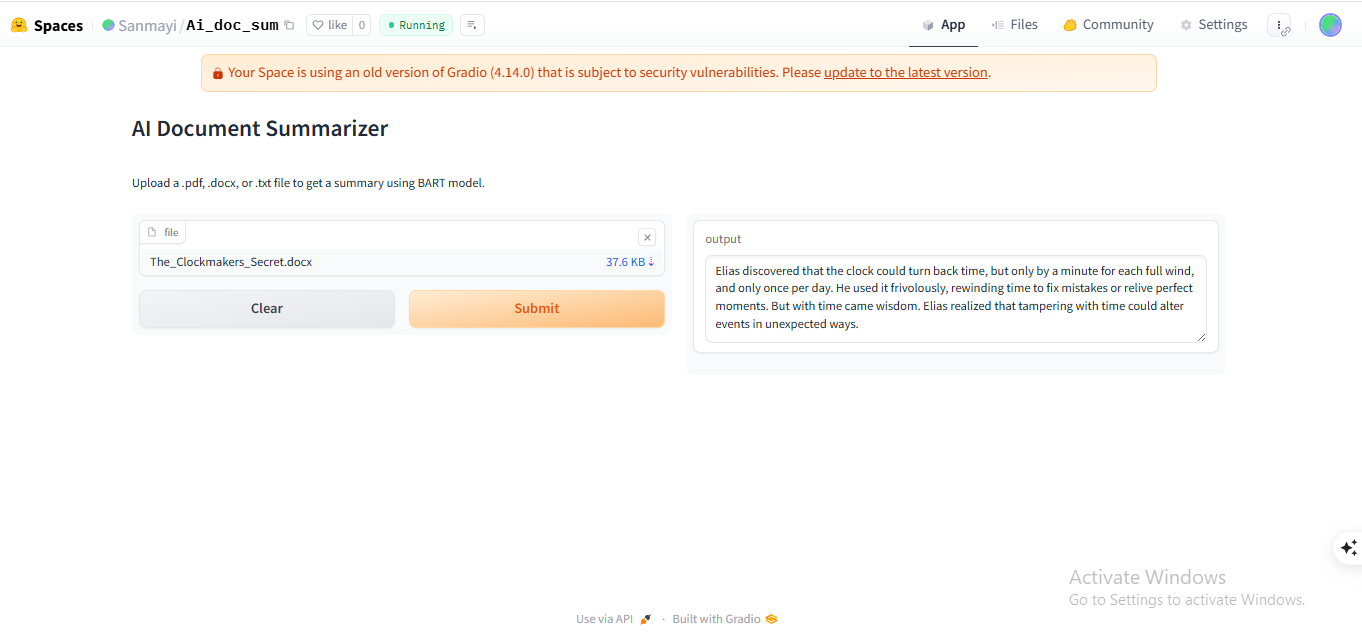 Spaces Sanmayi/Ai_doc_sum like 0 Running App Files Community Settings
Your Space is using an old version of Gradio (4.14.0) that is subject to security vulnerabilities. Please update to the latest version.
AI Document Summarizer
Upload a .pdf, .docx, or .txt file to get a summary using BART model.
file
The_Clockmakers_Secret.docx 37.6 KB ↓
Clear Submit
output
Elias discovered that the clock could turn back time, but only by a minute for each full wind,
and only once per day. He used it frivolously, rewinding time to fix mistakes or relive perfect
moments. But with time came wisdom. Elias realized that tampering with time could alter
events in unexpected ways.
Activate Windows
Go to Settings to activate Windows.
Use via API · Built with Gradio